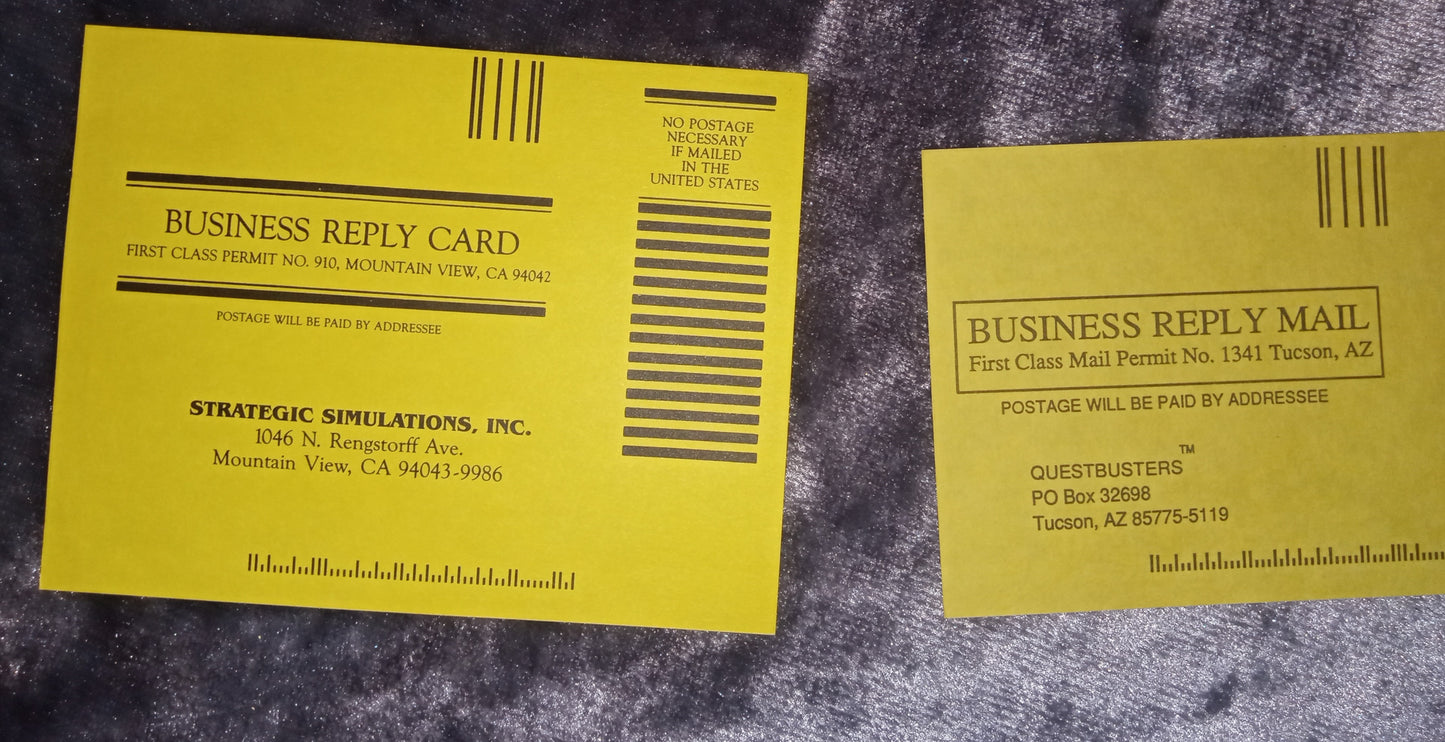 NO POSTAGE
NECESSARY
IF MAILED
IN THE
UNITED STATES
BUSINESS REPLY CARD
FIRST CLASS PERMIT NO. 910, MOUNTAIN VIEW, CA 94042
POSTAGE WILL BE PAID BY ADDRESSEE
STRATEGIC SIMULATIONS, INC.
1046 N. Rengstorff Ave.
Mountain View, CA 94043-9986
BUSINESS REPLY MAIL
First Class Mail Permit No. 1341 Tucson, AZ
POSTAGE WILL BE PAID BY ADDRESSEE
QUESTBUSTERS™
PO Box 32698
Tucson, AZ 85775-5119